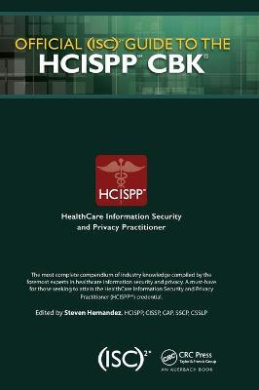 OFFICIAL (ISC)²® GUIDE TO THE
HCISPP℠ CBK®
HCISPP℠
HealthCare Information Security
and Privacy Practitioner
The most complete compendium of industry knowledge compiled by the
foremost experts in healthcare information security and privacy. A must-have
for those seeking to attain the HealthCare Information Security and Privacy
Practitioner (HCISPP℠) credential.
Edited by Steven Hernandez, HCISPP, CISSP, CAP, SSCP, CSSLP
(ISC)²®
CRC Press
Taylor & Francis Group
AN AUERBACH BOOK